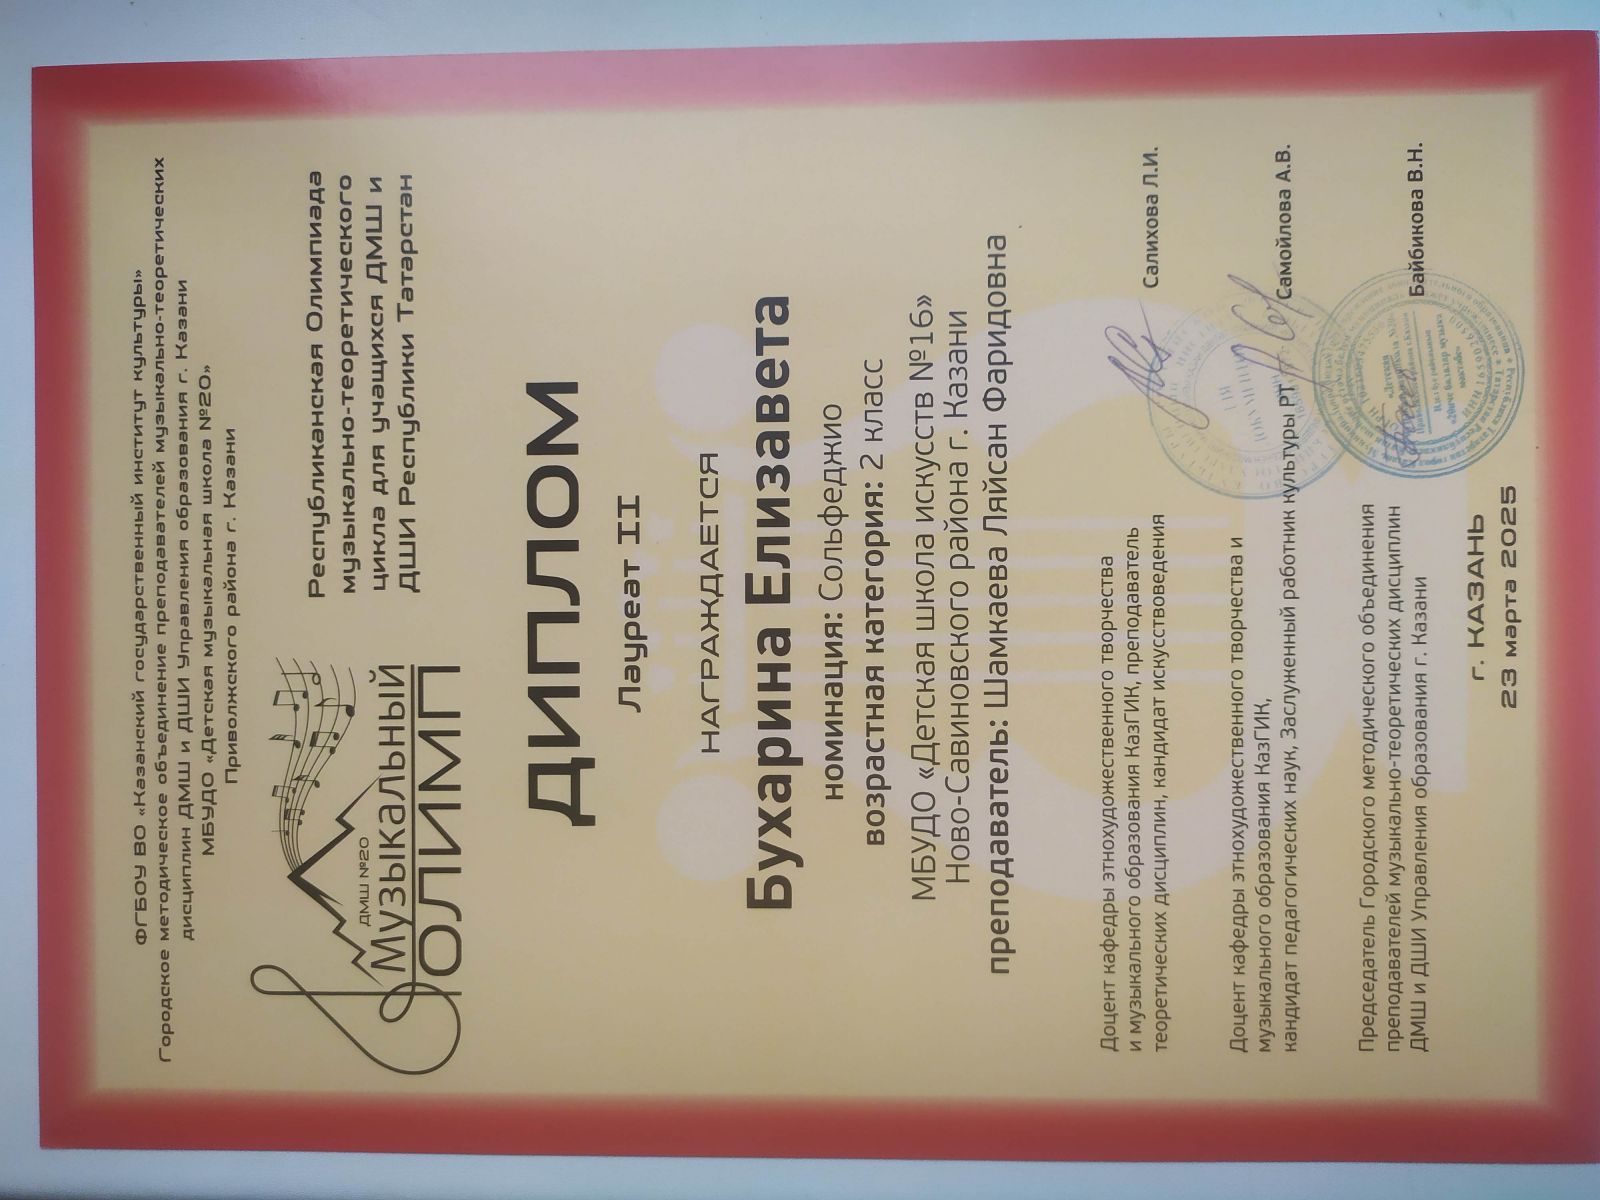 ФГБОУ ВО «Казанский государственный институт культуры»
Городское методическое объединение преподавателей музыкально-теоретических
дисциплин ДМШ и ДШИ Управления образования г. Казани
МБУДО «Детская музыкальная школа №20»
Приволжского района г. Казани
ДМШ №20
Музыкальный
ОЛИМП
Республиканская Олимпиада
музыкально-теоретического
цикла для учащихся ДМШ и
ДШИ Республики Татарстан
ДИПЛОМ
Лауреат II
НАГРАЖДАЕТСЯ
Бухарина Елизавета
номинация: Сольфеджио
возрастная категория: 2 класс
МБУДО «Детская школа искусств №16»
Ново-Савиновского района г. Казани
преподаватель: Шамкаева Ляйсан Фаридовна
Доцент кафедры этнохудожественного творчества
и музыкального образования КазГИК, преподаватель
теоретических дисциплин, кандидат искусствоведения
Салихова Л.И.
Доцент кафедры этнохудожественного творчества и
музыкального образования КазГИК,
кандидат педагогических наук, Заслуженный работник культуры РТ
Самойлова А.В.
Председатель Городского методического объединения
преподавателей музыкально-теоретических дисциплин
ДМШ и ДШИ Управления образования г. Казани
Байбикова В.Н.
г. КАЗАНЬ
23 марта 2025